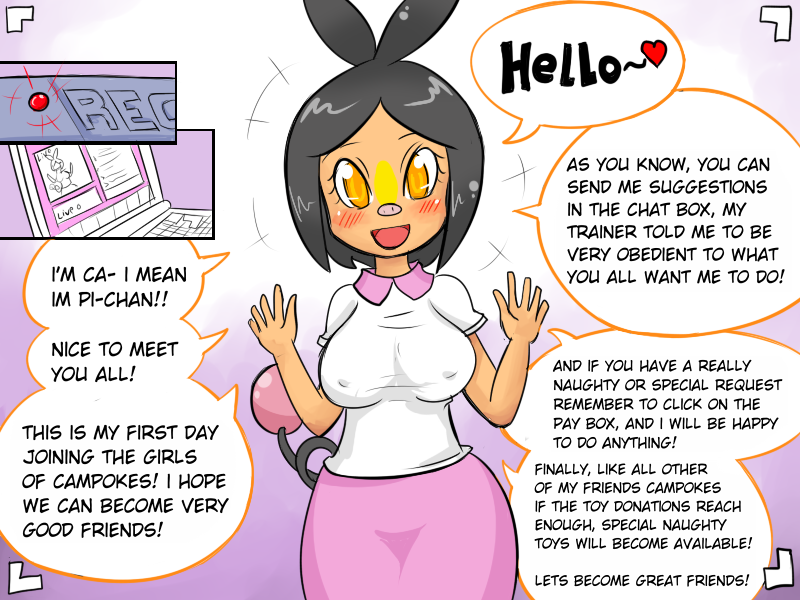 Hello~
REC
LIVE
LIVE 0
I'M CA- I MEAN
IM PI-CHAN!!
NICE TO MEET
YOU ALL!
THIS IS MY FIRST DAY
JOINING THE GIRLS
OF CAMPOKES! I HOPE
WE CAN BECOME VERY
GOOD FRIENDS!
AS YOU KNOW, YOU CAN
SEND ME SUGGESTIONS
IN THE CHAT BOX, MY
TRAINER TOLD ME TO BE
VERY OBEDIENT TO WHAT
YOU ALL WANT ME TO DO!
AND IF YOU HAVE A REALLY
NAUGHTY OR SPECIAL REQUEST
REMEMBER TO CLICK ON THE
PAY BOX, AND I WILL BE HAPPY
TO DO ANYTHING!
FINALLY, LIKE ALL OTHER
OF MY FRIENDS CAMPOKES
IF THE TOY DONATIONS REACH
ENOUGH, SPECIAL NAUGHTY
TOYS WILL BECOME AVAILABLE!
LETS BECOME GREAT FRIENDS!